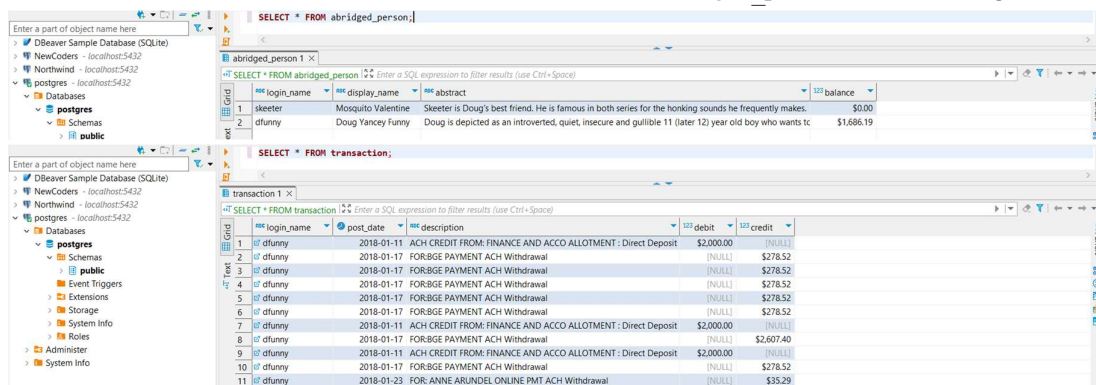 SELECT * FROM abridged_person;
Enter a part of object name here
DBeaver Sample Database (SQLite)
NewCoders - localhost:5432
Northwind - localhost:5432
postgres - localhost:5432
Databases
postgres
Schemas
public
abridged_person 1
SELECT * FROM abridged_person Enter a SQL expression to filter results (use Ctrl+Space)
Grid
login_name display_name abstract 123 balance
1 skeeter Mosquito Valentine Skeeter is Doug's best friend. He is famous in both series for the honking sounds he frequently makes. $0.00
2 dfunny Doug Yancey Funny Doug is depicted as an introverted, quiet, insecure and gullible 11 (later 12) year old boy who wants to $1,686.19
SELECT * FROM transaction;
Enter a part of object name here
DBeaver Sample Database (SQLite)
NewCoders - localhost:5432
Northwind - localhost:5432
postgres - localhost:5432
Databases
postgres
Schemas
public
Event Triggers
Extensions
Storage
System Info
Roles
Administer
System Info
transaction 1
SELECT * FROM transaction Enter a SQL expression to filter results (use Ctrl+Space)
Grid
Text
login_name post_date description 123 debit 123 credit
1 dfunny 2018-01-11 ACH CREDIT FROM: FINANCE AND ACCO ALLOTMENT : Direct Deposit $2,000.00 [NULL]
2 dfunny 2018-01-17 FOR:BGE PAYMENT ACH Withdrawal [NULL] $278.52
3 dfunny 2018-01-17 FOR:BGE PAYMENT ACH Withdrawal [NULL] $278.52
4 dfunny 2018-01-17 FOR:BGE PAYMENT ACH Withdrawal [NULL] $278.52
5 dfunny 2018-01-17 FOR:BGE PAYMENT ACH Withdrawal [NULL] $278.52
6 dfunny 2018-01-17 FOR:BGE PAYMENT ACH Withdrawal [NULL] $278.52
7 dfunny 2018-01-11 ACH CREDIT FROM: FINANCE AND ACCO ALLOTMENT : Direct Deposit $2,000.00 [NULL]
8 dfunny 2018-01-17 FOR:BGE PAYMENT ACH Withdrawal [NULL] $2,607.40
9 dfunny 2018-01-11 ACH CREDIT FROM: FINANCE AND ACCO ALLOTMENT : Direct Deposit $2,000.00 [NULL]
10 dfunny 2018-01-17 FOR:BGE PAYMENT ACH Withdrawal [NULL] $278.52
11 dfunny 2018-01-23 FOR: ANNE ARUNDEL ONLINE PMT ACH Withdrawal [NULL] $35.29